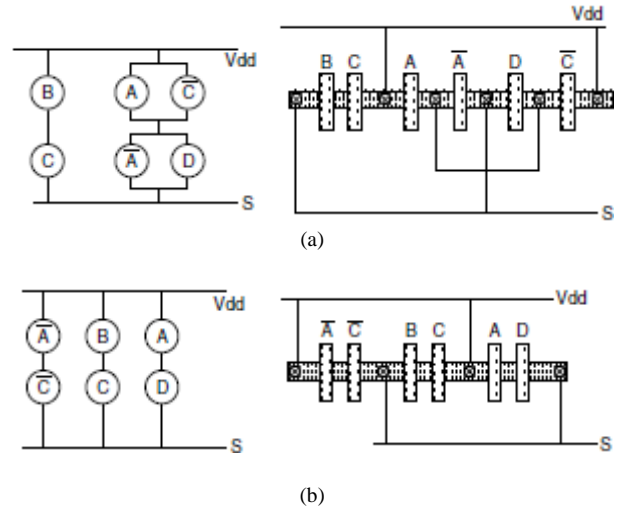 Vdd
B
A
C̅
C
A̅
D
S
Vdd
B C A A̅ D C̅
S
(a)
Vdd
A̅ B A
C̅ C D
S
Vdd
A̅ C̅ B C A D
S
(b)